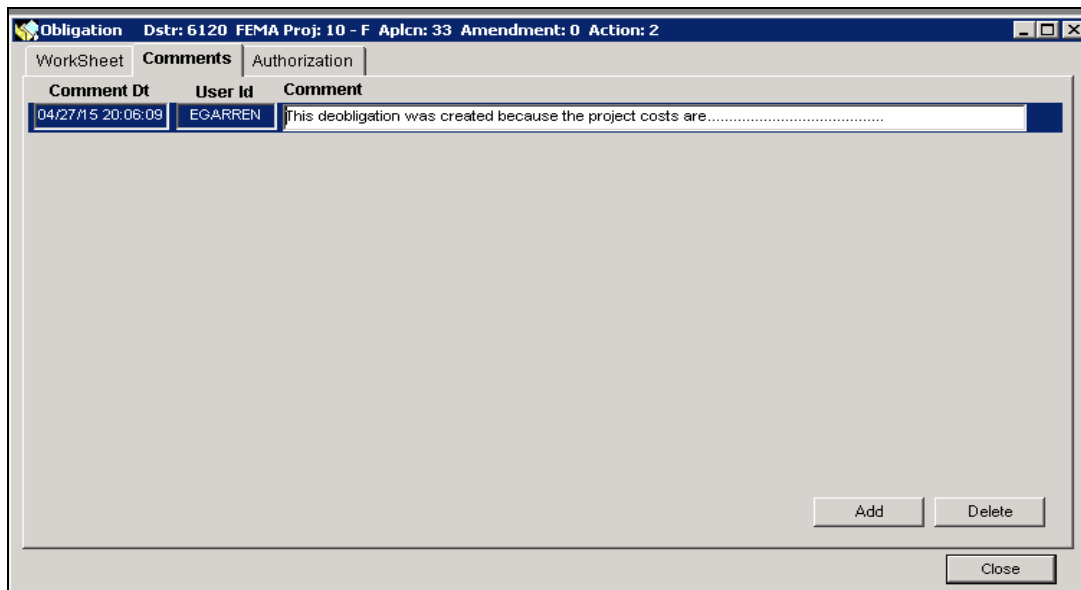 Obligation Dstr: 6120 FEMA Proj: 10 - F Aplcn: 33 Amendment: 0 Action: 2
WorkSheet Comments Authorization
Comment Dt User Id Comment
04/27/15 20:06:09 EGARREN This deobligation was created because the project costs are.........................................
Add Delete
Close